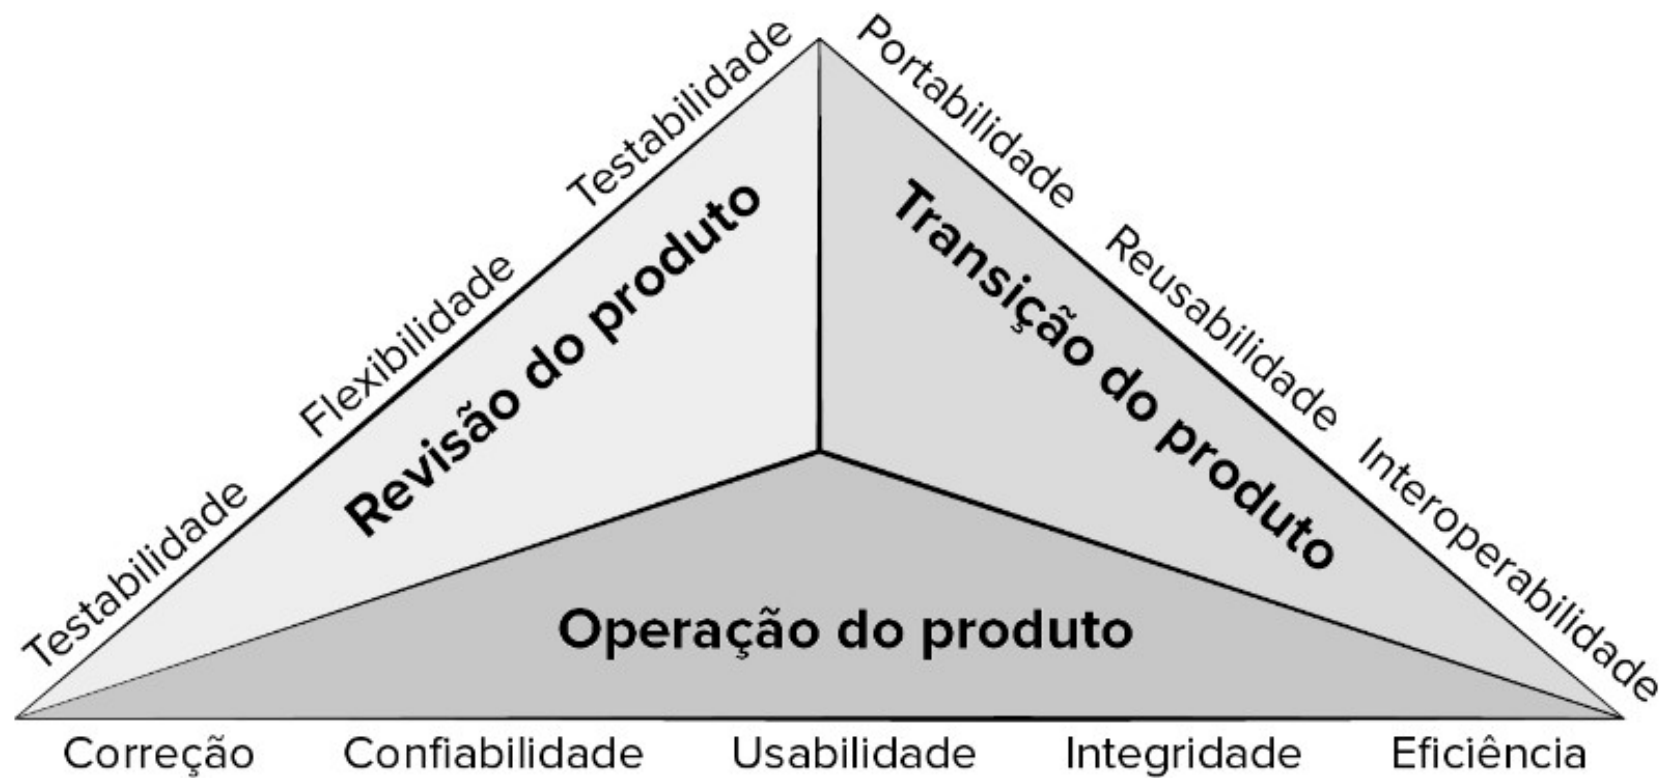 Testabilidade
Flexibilidade
Testabilidade
Revisão do produto
Portabilidade
Reusabilidade
Interoperabilidade
Transição do produto
Operação do produto
Correção
Confiabilidade
Usabilidade
Integridade
Eficiência